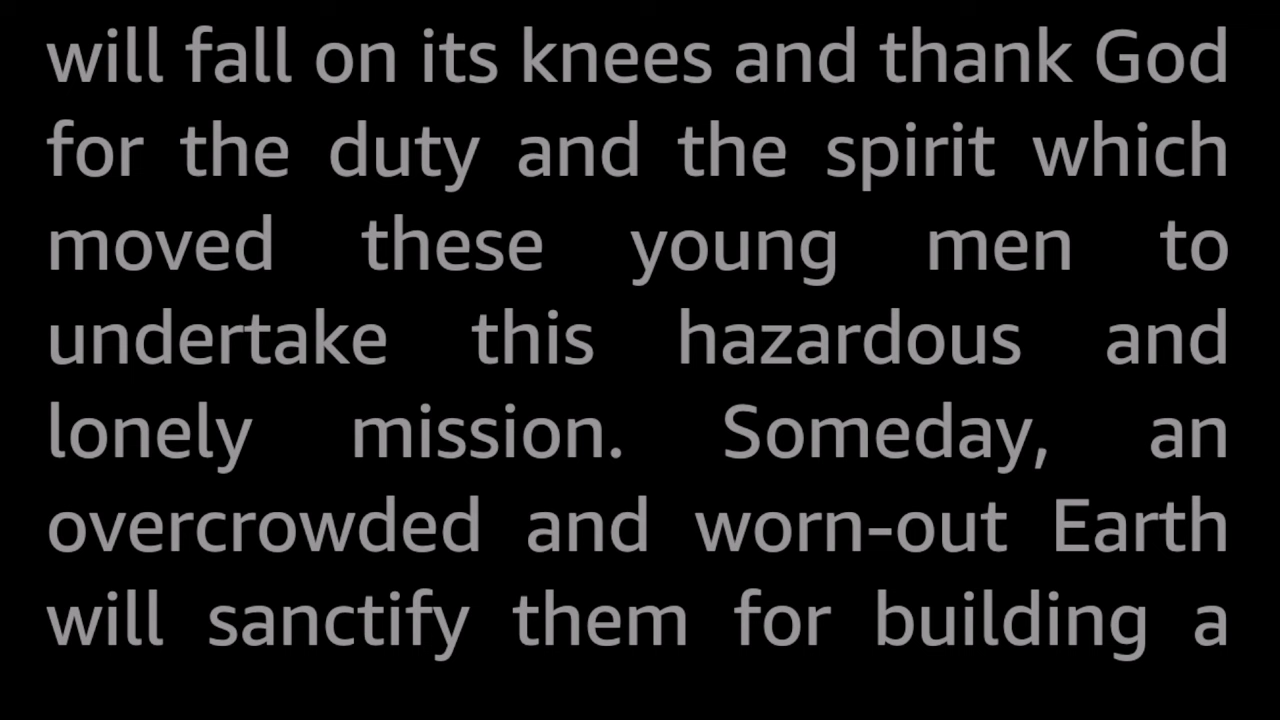 will fall on its knees and thank God
for the duty and the spirit which
moved these young men to
undertake this hazardous and
lonely mission. Someday, an
overcrowded and worn-out Earth
will sanctify them for building a